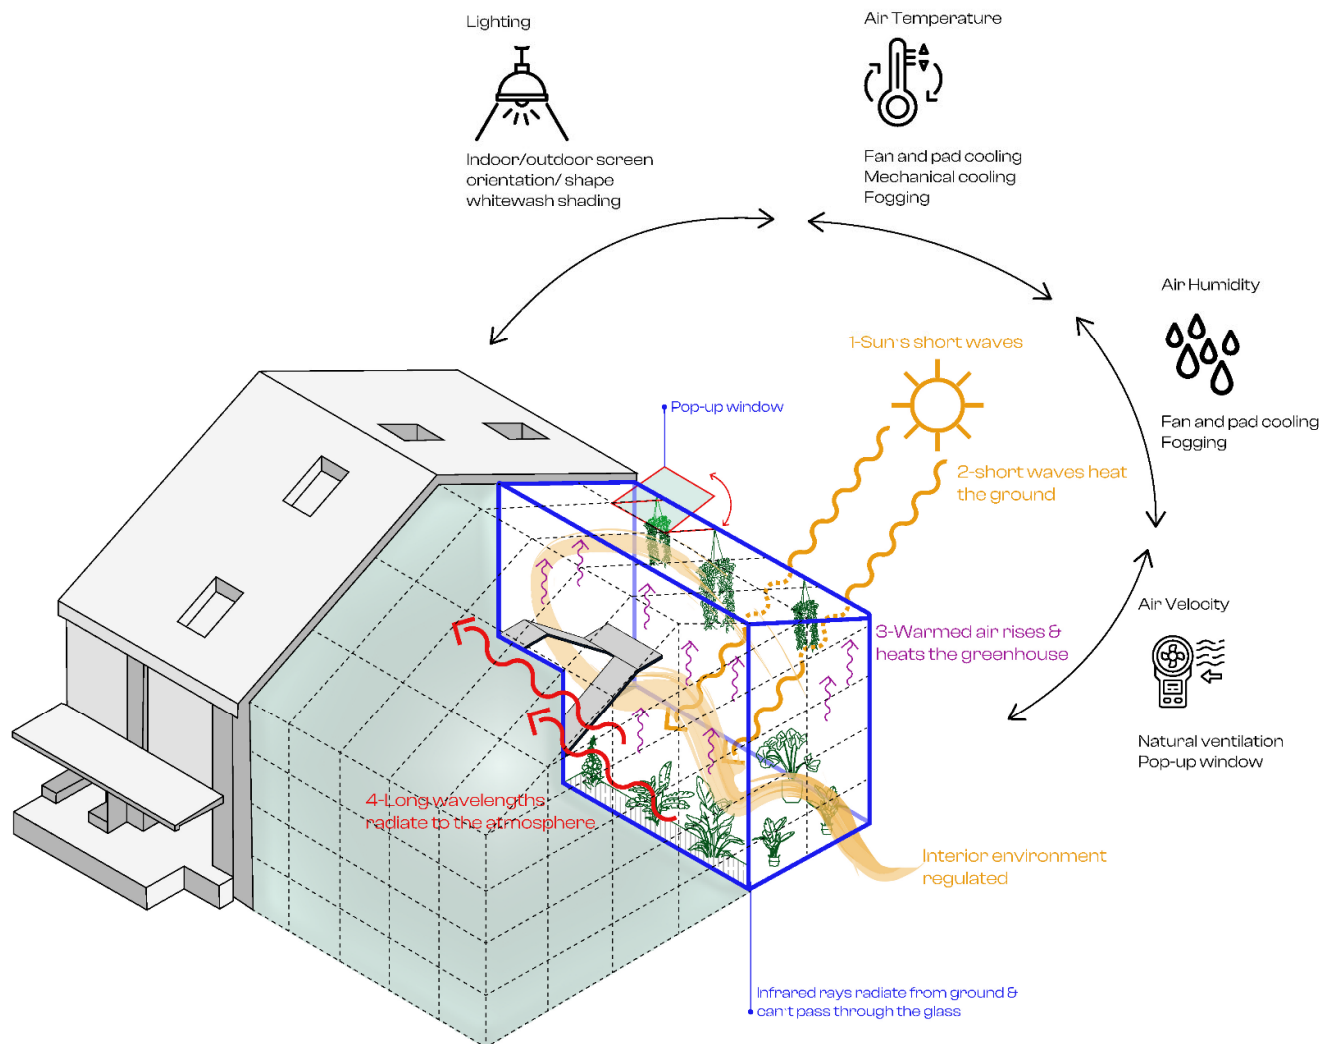 Lighting
Indoor/outdoor screen
orientation/ shape
whitewash shading
Air Temperature
Fan and pad cooling
Mechanical cooling
Fogging
Air Humidity
Fan and pad cooling
Fogging
1-Sun's short waves
Pop-up window
2-short waves heat
the ground
Air Velocity
Natural ventilation
Pop-up window
3-Warmed air rises &
heats the greenhouse
4-Long wavelengths
radiate to the atmosphere
Interior environment
regulated
Infrared rays radiate from ground &
can't pass through the glass